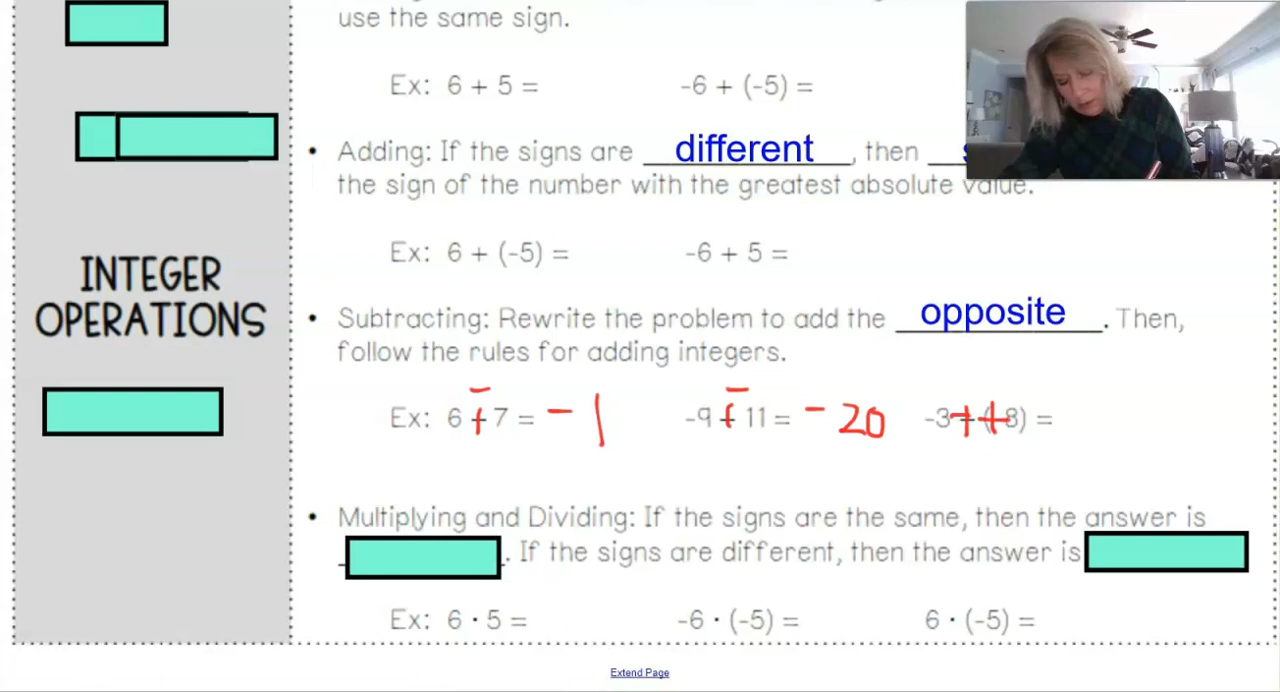 use the same sign.
Ex: 6 + 5 = -6 + (-5) =
• Adding: If the signs are different, then
the sign of the number with the greatest absolute value.
INTEGER
OPERATIONS
Ex: 6 + (-5) = -6 + 5 =
• Subtracting: Rewrite the problem to add the opposite. Then,
follow the rules for adding integers.
Ex: 6 + -7 = -1 -9 + -11 = -20 -3 + +8) =
• Multiplying and Dividing: If the signs are the same, then the answer is
. If the signs are different, then the answer is
Ex: 6 · 5 = -6 · (-5) = 6 · (-5) =
Extend Page